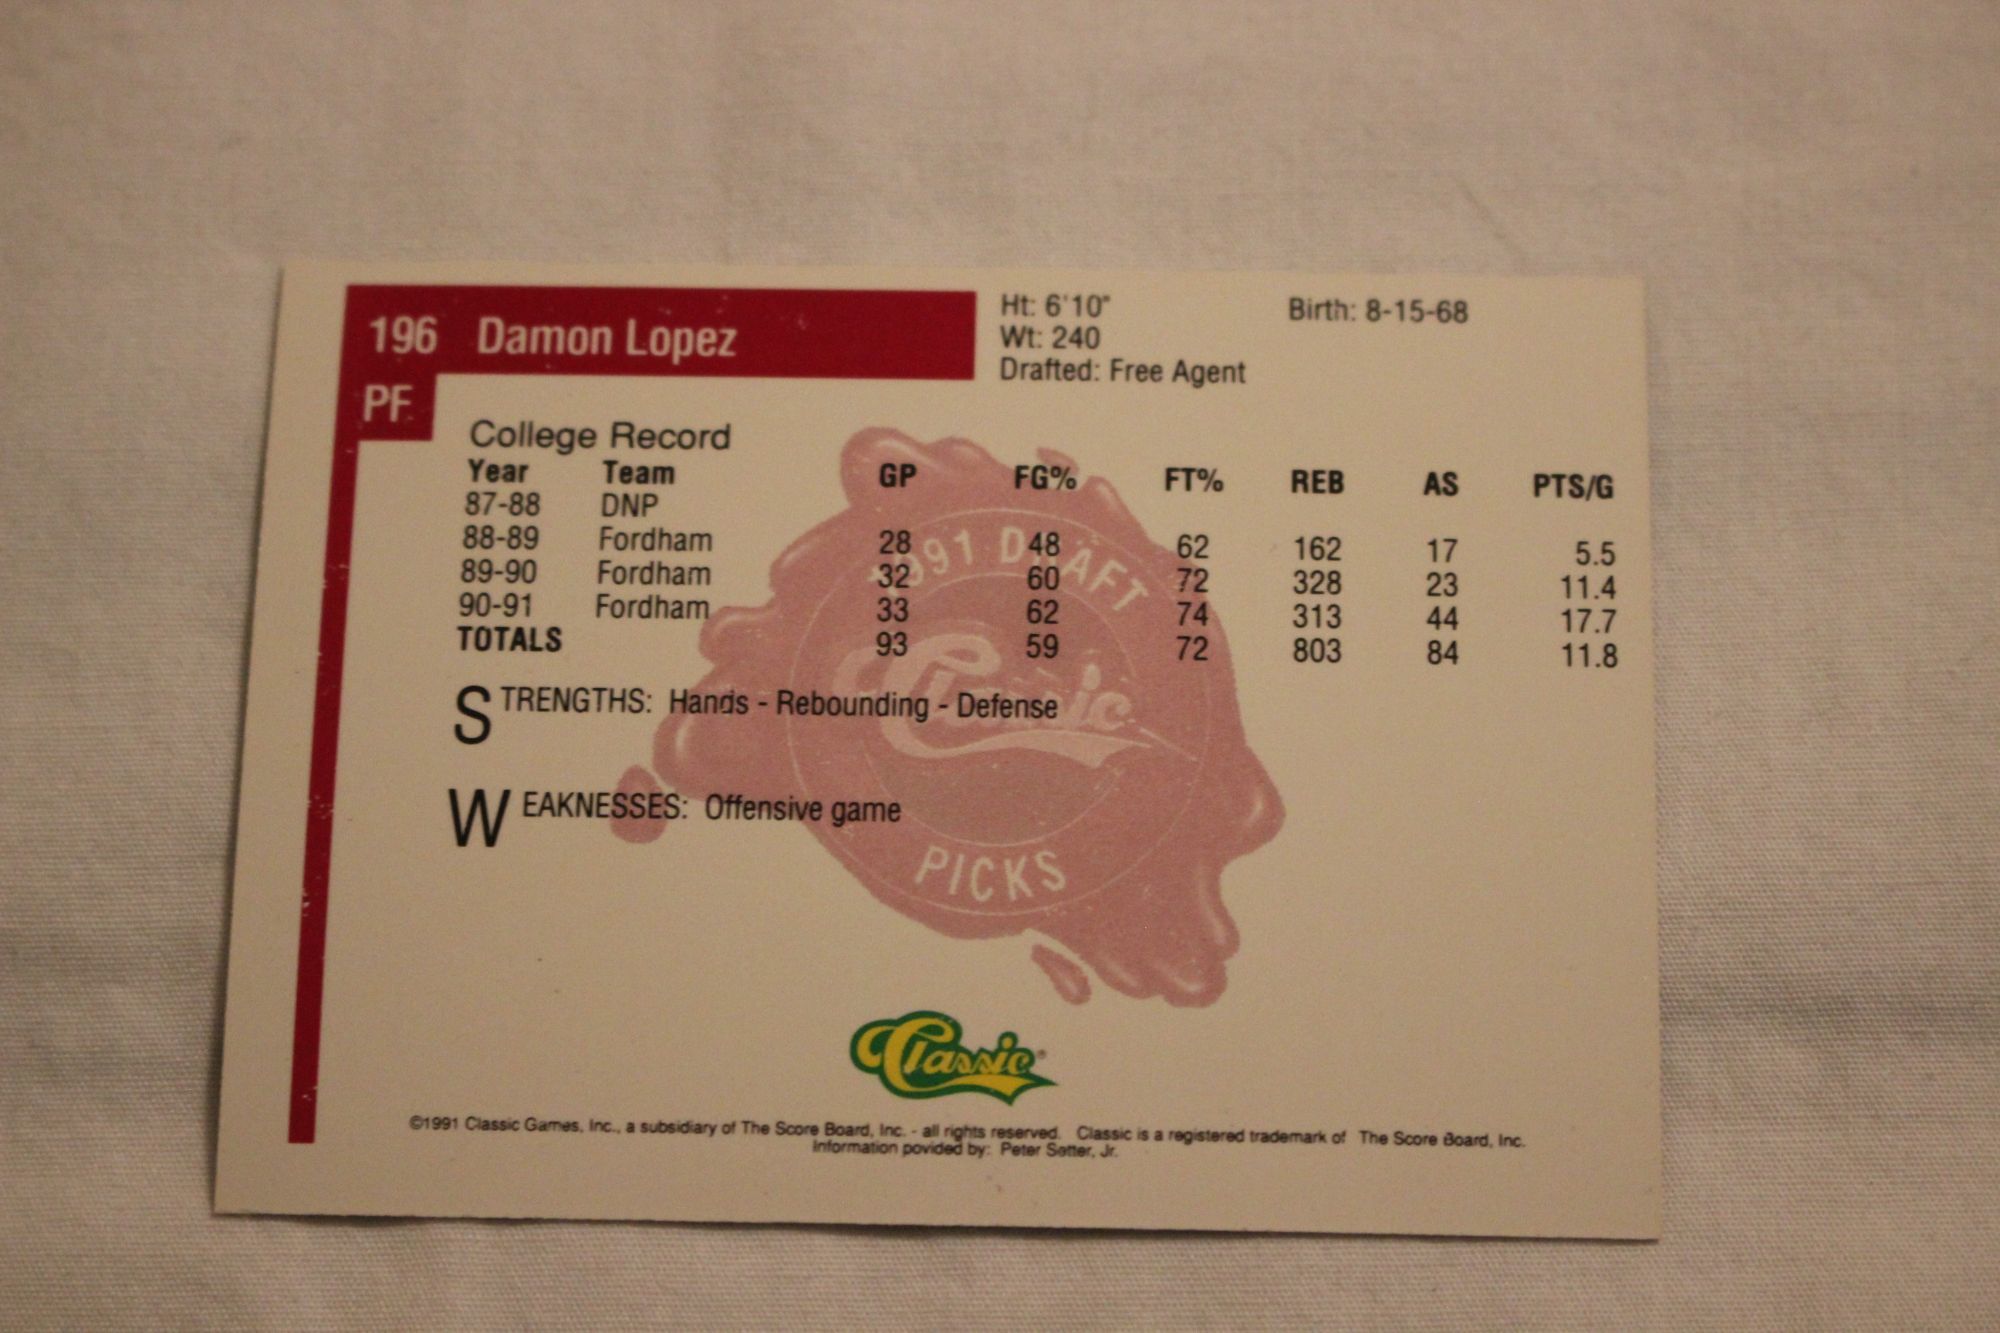 196 Damon Lopez
PF
Ht: 6'10"
Wt: 240
Drafted: Free Agent
Birth: 8-15-68
College Record
Year Team GP FG% FT% REB AS PTS/G
87-88 DNP
88-89 Fordham 28 48 62 162 17 5.5
89-90 Fordham 32 60 72 328 23 11.4
90-91 Fordham 33 62 74 313 44 17.7
TOTALS 93 59 72 803 84 11.8
STRENGTHS: Hands - Rebounding - Defense
WEAKNESSES: Offensive game
1991 DRAFT
Classic
PICKS
Classic®
©1991 Classic Games, Inc., a subsidiary of The Score Board, Inc. - all rights reserved. Classic is a registered trademark of The Score Board, Inc.
Information povided by: Peter Setter, Jr.